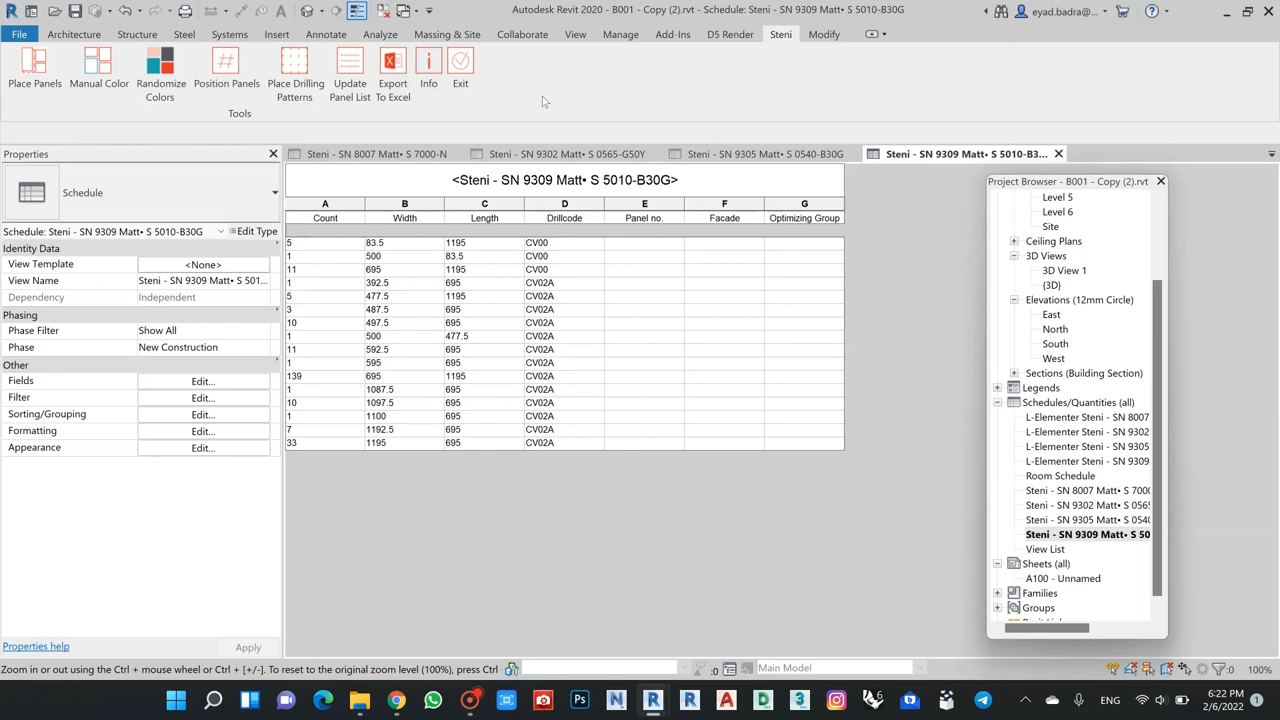 Autodesk Revit 2020 - B001 - Copy (2).rvt - Schedule: Steni - SN 9309 Matt• S 5010-B30G
eyad.badra@...
File Architecture Structure Steel Systems Insert Annotate Analyze Massing & Site Collaborate View Manage Add-Ins D5 Render Steni Modify
Place Panels Manual Color Randomize Colors Position Panels Place Drilling Patterns Update Panel List Export To Excel Info Exit
Tools
Properties
Steni - SN 8007 Matt• S 7000-N
Steni - SN 9302 Matt• S 0565-G50Y
Steni - SN 9305 Matt• S 0540-B30G
Steni - SN 9309 Matt• S 5010-B3...
Schedule
Schedule: Steni - SN 9309 Matt• S 5010-B30G
Edit Type
Identity Data
View Template <None>
View Name Steni - SN 9309 Matt• S 501...
Dependency Independent
Phasing
Phase Filter Show All
Phase New Construction
Other
Fields Edit...
Filter Edit...
Sorting/Grouping Edit...
Formatting Edit...
Appearance Edit...
Properties help
Apply
<Steni - SN 9309 Matt• S 5010-B30G>
A B C D E F G
Count Width Length Drillcode Panel no. Facade Optimizing Group
5 83.5 1195 CV00
1 500 83.5 CV00
11 695 1195 CV00
1 392.5 695 CV02A
5 477.5 1195 CV02A
3 487.5 695 CV02A
10 497.5 695 CV02A
1 500 477.5 CV02A
11 592.5 695 CV02A
1 595 695 CV02A
139 695 1195 CV02A
1 1087.5 695 CV02A
10 1097.5 695 CV02A
1 1100 695 CV02A
7 1192.5 695 CV02A
33 1195 695 CV02A
Project Browser - B001 - Copy (2).rvt
Level 5
Level 6
Site
Ceiling Plans
3D Views
3D View 1
{3D}
Elevations (12mm Circle)
East
North
South
West
Sections (Building Section)
Legends
Schedules/Quantities (all)
L-Elementer Steni - SN 8007
L-Elementer Steni - SN 9302
L-Elementer Steni - SN 9305
L-Elementer Steni - SN 9309
Room Schedule
Steni - SN 8007 Matt• S 7000
Steni - SN 9302 Matt• S 0565
Steni - SN 9305 Matt• S 0540
Steni - SN 9309 Matt• S 50
View List
Sheets (all)
A100 - Unnamed
Families
Groups
Zoom in or out using the Ctrl + mouse wheel or Ctrl + [+/-]. To reset to the original zoom level (100%), press Ctrl
:0
Main Model
:0
100%
ENG
6:22 PM
2/6/2022